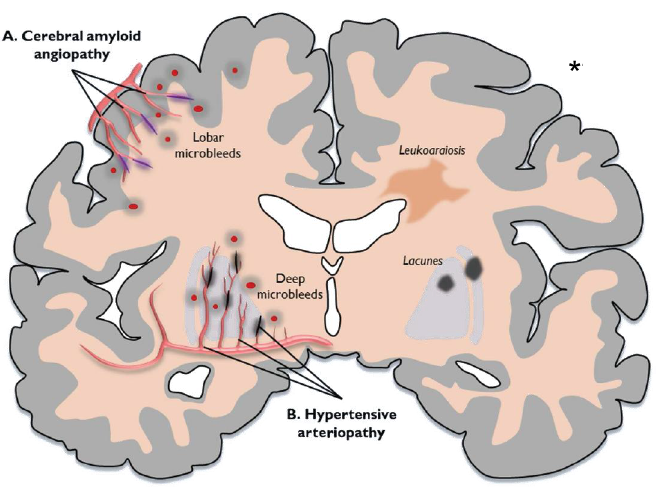 A. Cerebral amyloid
angiopathy
*
Lobar
microbleeds
Leukoaraiosis
Deep
microbleeds
Lacunes
B. Hypertensive
arteriopathy